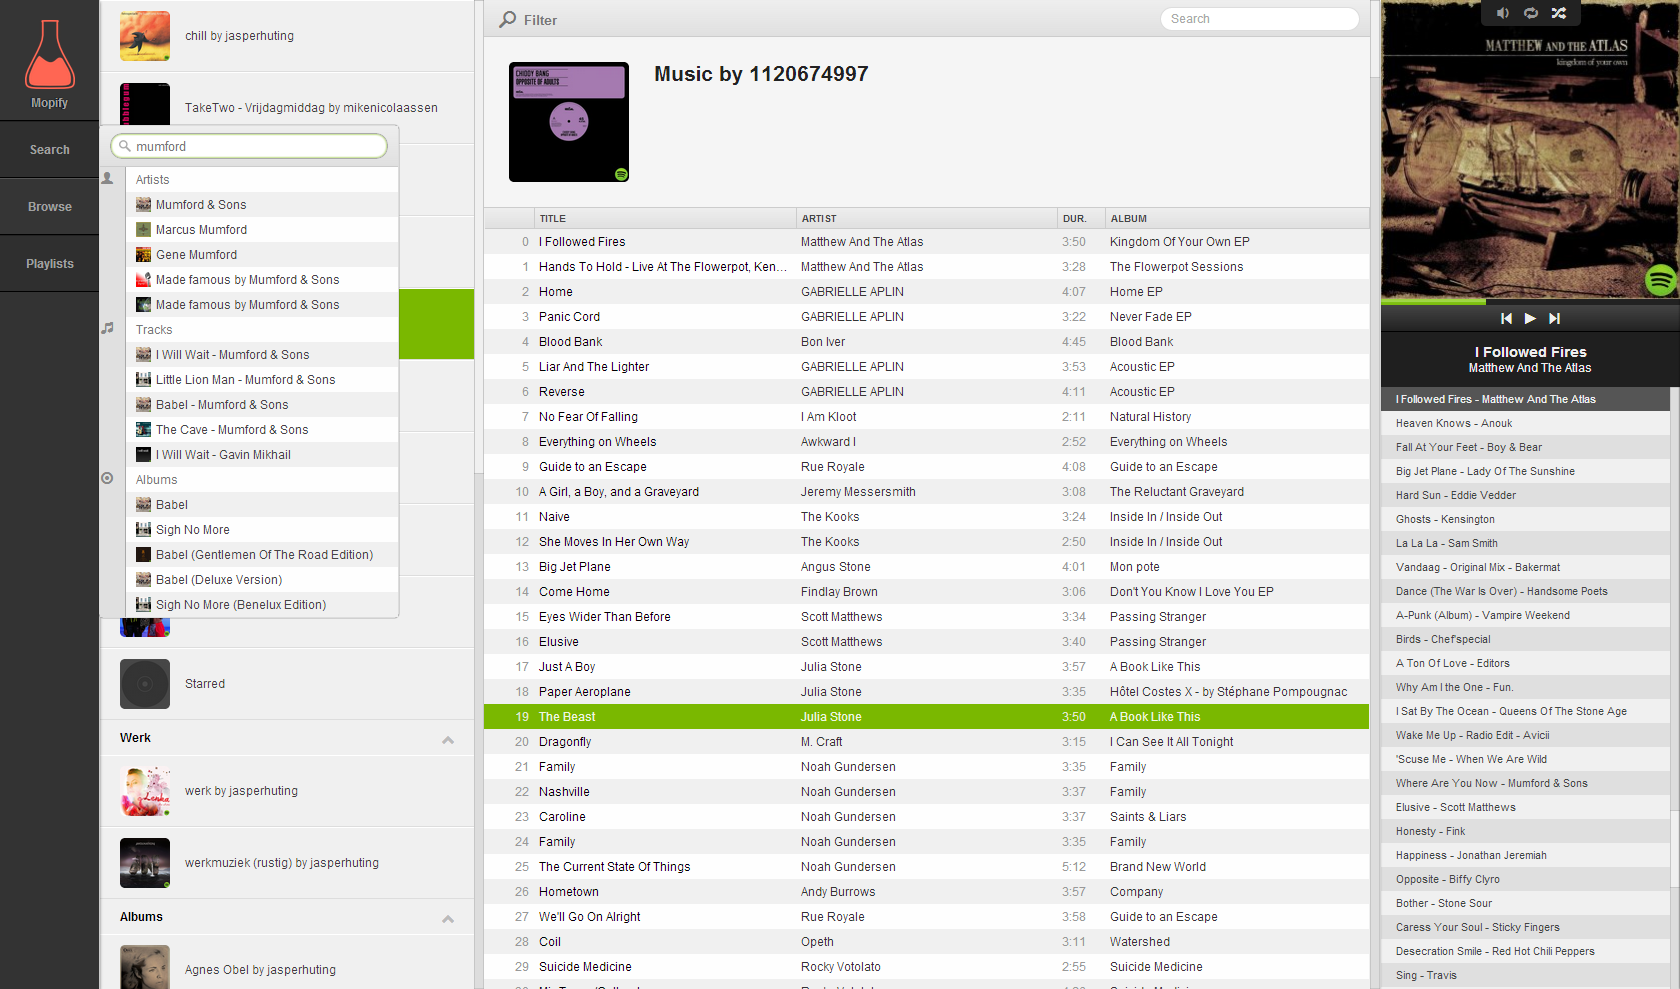 Mopify
Search
Browse
Playlists
chill by jasperhuting
TakeTwo - Vrijdagmiddag by mikenicolaassen
mumford
Artists
Mumford & Sons
Marcus Mumford
Gene Mumford
Made famous by Mumford & Sons
Made famous by Mumford & Sons
Tracks
I Will Wait - Mumford & Sons
Little Lion Man - Mumford & Sons
Babel - Mumford & Sons
The Cave - Mumford & Sons
I Will Wait - Gavin Mikhail
Albums
Babel
Sigh No More
Babel (Gentlemen Of The Road Edition)
Babel (Deluxe Version)
Sigh No More (Benelux Edition)
Starred
Werk
werk by jasperhuting
werkmuziek (rustig) by jasperhuting
Albums
Agnes Obel by jasperhuting
Filter
Search
CHIDDY BANG
OPPOSITE OF ADULTS
Music by 1120674997
TITLE ARTIST DUR. ALBUM
0 I Followed Fires Matthew And The Atlas 3:50 Kingdom Of Your Own EP
1 Hands To Hold - Live At The Flowerpot, Ken... Matthew And The Atlas 3:28 The Flowerpot Sessions
2 Home GABRIELLE APLIN 4:07 Home EP
3 Panic Cord GABRIELLE APLIN 3:22 Never Fade EP
4 Blood Bank Bon Iver 4:45 Blood Bank
5 Liar And The Lighter GABRIELLE APLIN 3:53 Acoustic EP
6 Reverse GABRIELLE APLIN 4:11 Acoustic EP
7 No Fear Of Falling I Am Kloot 2:11 Natural History
8 Everything on Wheels Awkward I 2:52 Everything on Wheels
9 Guide to an Escape Rue Royale 4:08 Guide to an Escape
10 A Girl, a Boy, and a Graveyard Jeremy Messersmith 3:08 The Reluctant Graveyard
11 Naive The Kooks 3:24 Inside In / Inside Out
12 She Moves In Her Own Way The Kooks 2:50 Inside In / Inside Out
13 Big Jet Plane Angus Stone 4:01 Mon pote
14 Come Home Findlay Brown 3:06 Don't You Know I Love You EP
15 Eyes Wider Than Before Scott Matthews 3:34 Passing Stranger
16 Elusive Scott Matthews 3:40 Passing Stranger
17 Just A Boy Julia Stone 3:57 A Book Like This
18 Paper Aeroplane Julia Stone 3:35 Hôtel Costes X - by Stéphane Pompougnac
19 The Beast Julia Stone 3:50 A Book Like This
20 Dragonfly M. Craft 3:15 I Can See It All Tonight
21 Family Noah Gundersen 3:35 Family
22 Nashville Noah Gundersen 3:37 Family
23 Caroline Noah Gundersen 3:37 Saints & Liars
24 Family Noah Gundersen 3:37 Family
25 The Current State Of Things Noah Gundersen 5:12 Brand New World
26 Hometown Andy Burrows 3:57 Company
27 We'll Go On Alright Rue Royale 3:58 Guide to an Escape
28 Coil Opeth 3:11 Watershed
29 Suicide Medicine Rocky Votolato 2:55 Suicide Medicine
MATTHEW AND THE ATLAS
kingdom of your own
I Followed Fires
Matthew And The Atlas
I Followed Fires - Matthew And The Atlas
Heaven Knows - Anouk
Fall At Your Feet - Boy & Bear
Big Jet Plane - Lady Of The Sunshine
Hard Sun - Eddie Vedder
Ghosts - Kensington
La La La - Sam Smith
Vandaag - Original Mix - Bakermat
Dance (The War Is Over) - Handsome Poets
A-Punk (Album) - Vampire Weekend
Birds - Chef'special
A Ton Of Love - Editors
Why Am I the One - Fun.
I Sat By The Ocean - Queens Of The Stone Age
Wake Me Up - Radio Edit - Avicii
'Scuse Me - When We Are Wild
Where Are You Now - Mumford & Sons
Elusive - Scott Matthews
Honesty - Fink
Happiness - Jonathan Jeremiah
Opposite - Biffy Clyro
Bother - Stone Sour
Caress Your Soul - Sticky Fingers
Desecration Smile - Red Hot Chili Peppers
Sing - Travis